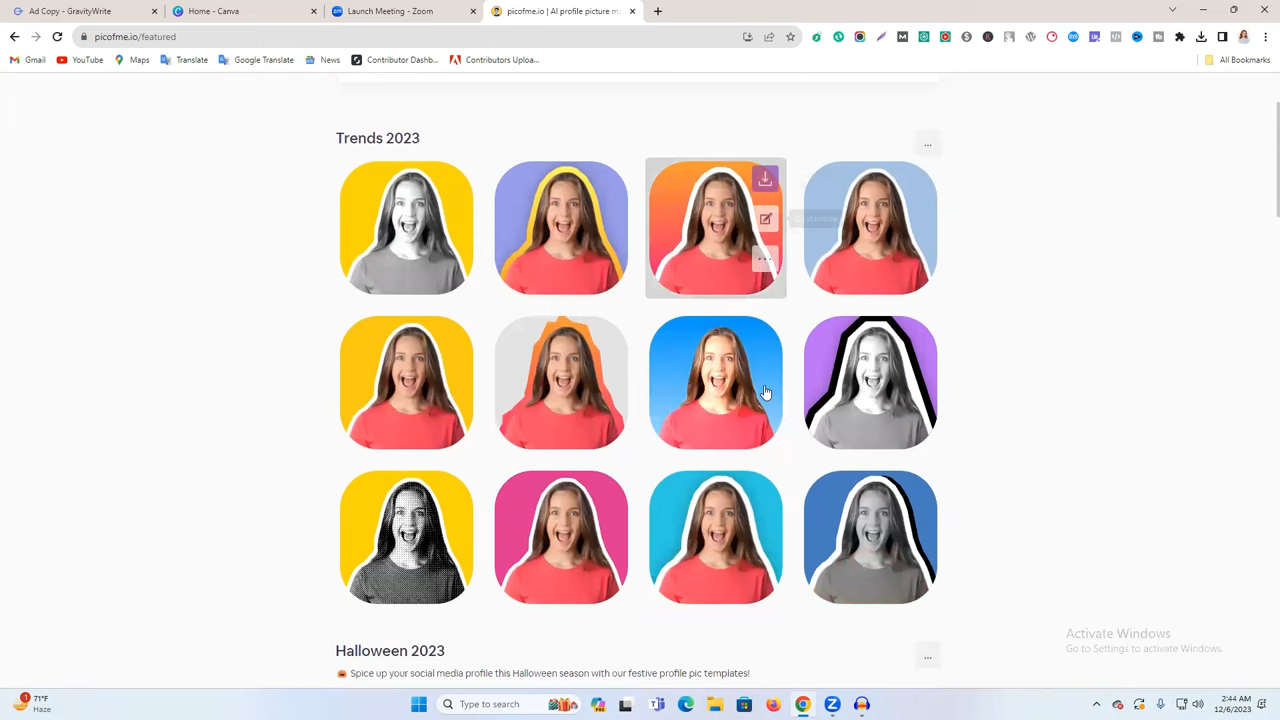 Ad Copy - GravityWrite
Home - Canva
Launch Meeting - Zoom
picofme.io | AI profile picture m
picofme.io/featured
Gmail
YouTube
Maps
Translate
Google Translate
News
Contributor Dashb...
Contributors Uploa...
All Bookmarks
Trends 2023
...
Halloween 2023
...
🎃 Spice up your social media profile this Halloween season with our festive profile pic templates!
Activate Windows
Go to Settings to activate Windows.
1
71°F
Haze
Type to search
2:44 AM
12/6/2023